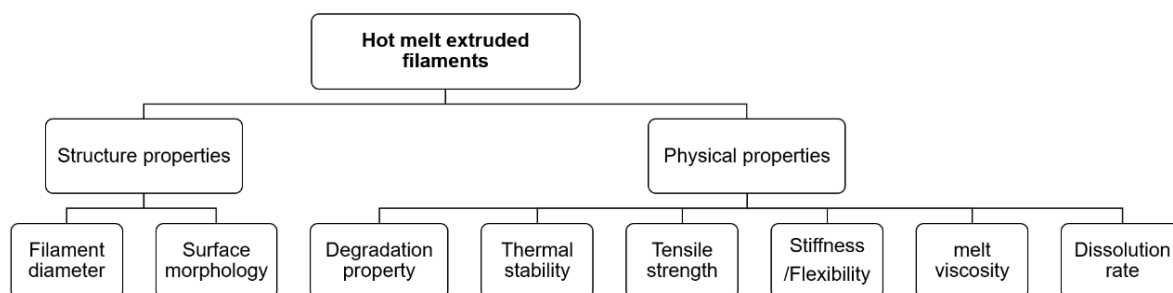 Hot melt extruded
filaments
Structure properties
Physical properties
Filament
diameter
Surface
morphology
Degradation
property
Thermal
stability
Tensile
strength
Stiffness
/Flexibility
melt
viscosity
Dissolution
rate